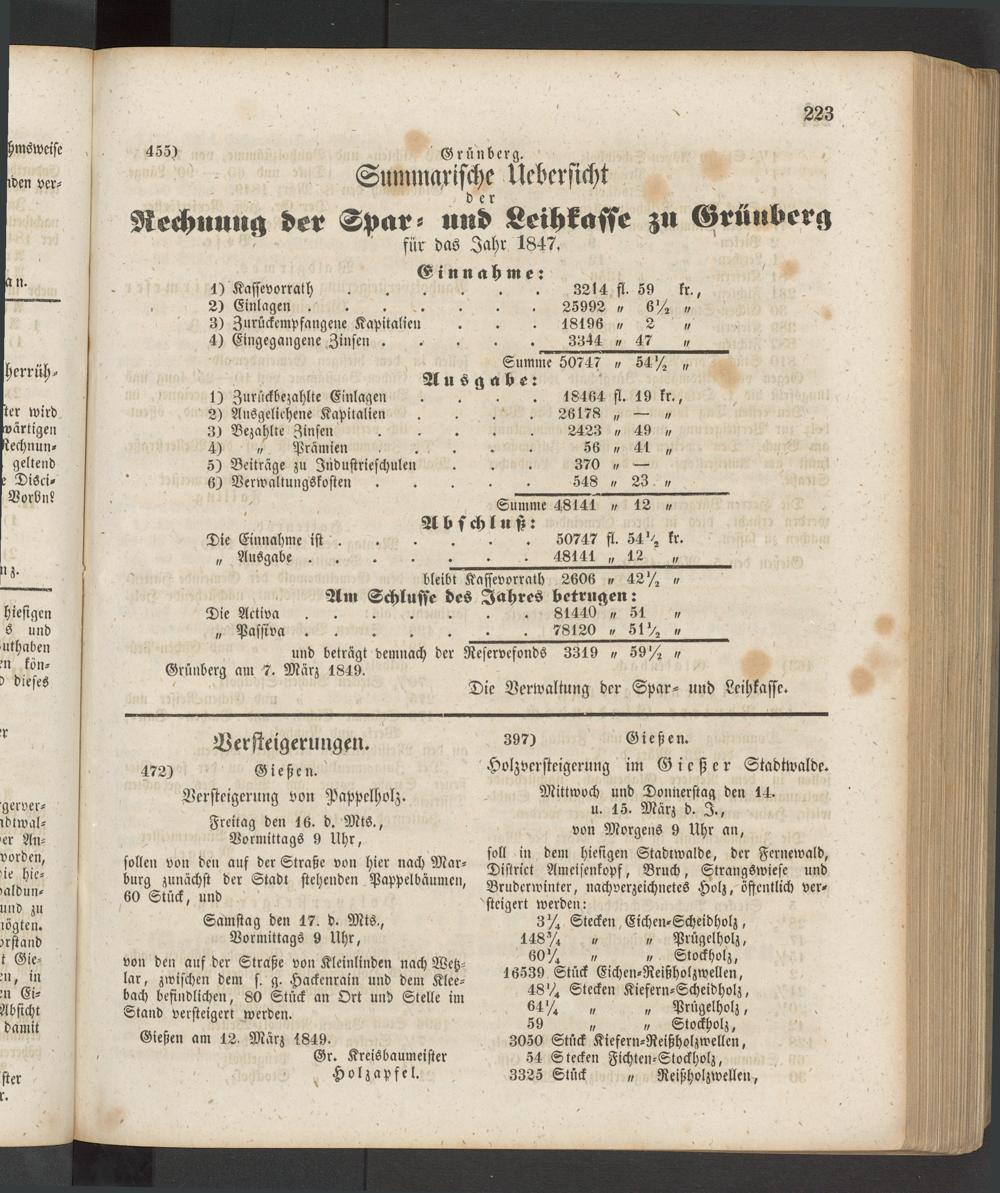 223
455)
Grünberg.
Summarische Uebersicht
der
Rechnung der Spar- und Leihkasse zu Grünberg
für das Jahr 1847.
Einnahme:
1) Kassevorrath . . . . . . 3214 fl. 59 kr.,
2) Einlagen . . . . . . . 25992 „ 6½ „
3) Zurückempfangene Kapitalien . . . 18196 „ 2 „
4) Eingegangene Zinsen . . . . . 3344 „ 47 „
Summe 50747 „ 54½ „
Ausgabe:
1) Zurückbezahlte Einlagen . . . . 18464 fl. 19 kr.,
2) Ausgeliehene Kapitalien . . . . 26178 „ — „
3) Bezahlte Zinsen . . . . . 2423 „ 49 „
4) „ Prämien . . . . 56 „ 41 „
5) Beiträge zu Industrieschulen . . . 370 „ —
6) Verwaltungskosten . . . . . 548 „ 23 „
Summe 48141 „ 12 „
Abschluß:
Die Einnahme ist . . . . . . 50747 fl. 54½ kr.
„ Ausgabe . . . . . . . 48141 „ 12 „
bleibt Kassevorrath 2606 „ 42½ „
Am Schlusse des Jahres betrugen:
Die Activa . . . . . . . 81440 „ 51 „
„ Passiva . . . . . . . 78120 „ 51½ „
und beträgt demnach der Reservefonds 3319 „ 59½ „
Grünberg am 7. März 1849.
Die Verwaltung der Spar- und Leihkasse.
Versteigerungen.
472) Gießen.
Versteigerung von Pappelholz.
Freitag den 16. d. Mts.,
Vormittags 9 Uhr,
sollen von den auf der Straße von hier nach Mar-
burg zunächst der Stadt stehenden Pappelbäumen,
60 Stück, und
Samstag den 17. d. Mts.,
Vormittags 9 Uhr,
von den auf der Straße von Kleinlinden nach Wetz-
lar, zwischen dem s. g. Hackenrain und dem Klee-
bach befindlichen, 80 Stück an Ort und Stelle im
Stand versteigert werden.
Gießen am 12. März 1849.
Gr. Kreisbaumeister
Holzapfel.
397) Gießen.
Holzversteigerung im Gießer Stadtwalde.
Mittwoch und Donnerstag den 14.
u. 15. März d. J.,
von Morgens 9 Uhr an,
soll in dem hiesigen Stadtwalde, der Fernewald,
District Ameisenkopf, Bruch, Strangswiese und
Bruderwinter, nachverzeichnetes Holz, öffentlich ver-
steigert werden:
3¼ Stecken Eichen-Scheidholz,
148¾ „ „ Prügelholz,
60¼ „ „ Stockholz,
16539 Stück Eichen-Reißholzwellen,
48¼ Stecken Kiefern-Scheidholz,
64¼ „ „ Prügelholz,
59 „ „ Stockholz,
3050 Stück Kiefern-Reißholzwellen,
54 Stecken Fichten-Stockholz,
3325 Stück „ Reißholzwellen,